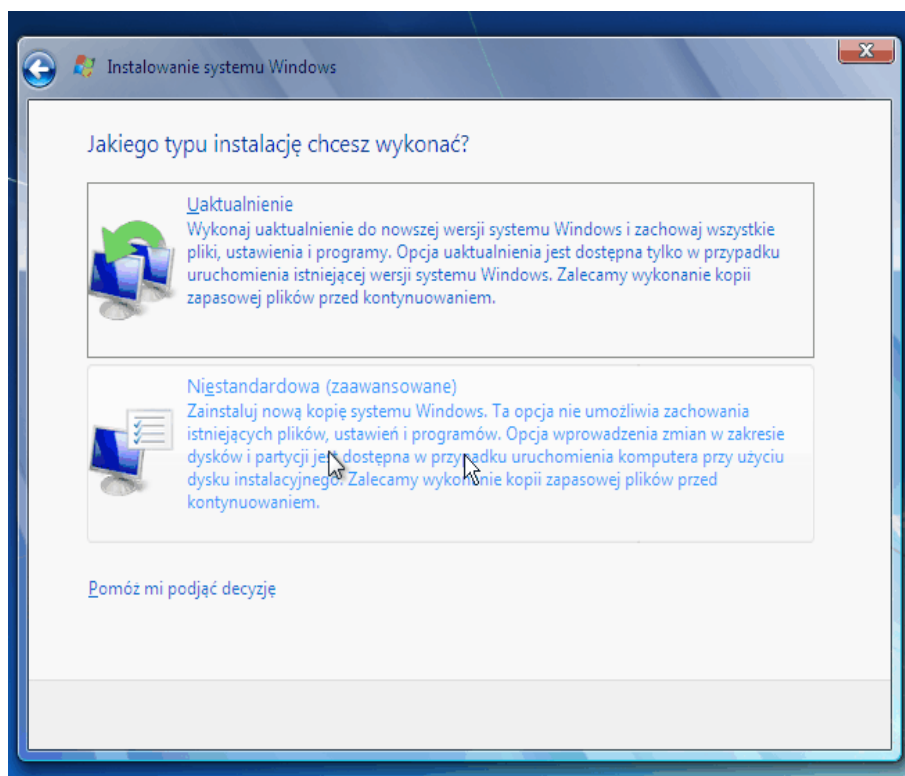 Instalowanie systemu Windows
Jakiego typu instalację chcesz wykonać?
Uaktualnienie
Wykonaj uaktualnienie do nowszej wersji systemu Windows i zachowaj wszystkie
pliki, ustawienia i programy. Opcja uaktualnienia jest dostępna tylko w przypadku
uruchomienia istniejącej wersji systemu Windows. Zalecamy wykonanie kopii
zapasowej plików przed kontynuowaniem.
Niestandardowa (zaawansowane)
Zainstaluj nową kopię systemu Windows. Ta opcja nie umożliwia zachowania
istniejących plików, ustawień i programów. Opcja wprowadzenia zmian w zakresie
dysków i partycji jest dostępna w przypadku uruchomienia komputera przy użyciu
dysku instalacyjnego. Zalecamy wykonanie kopii zapasowej plików przed
kontynuowaniem.
Pomóż mi podjąć decyzję